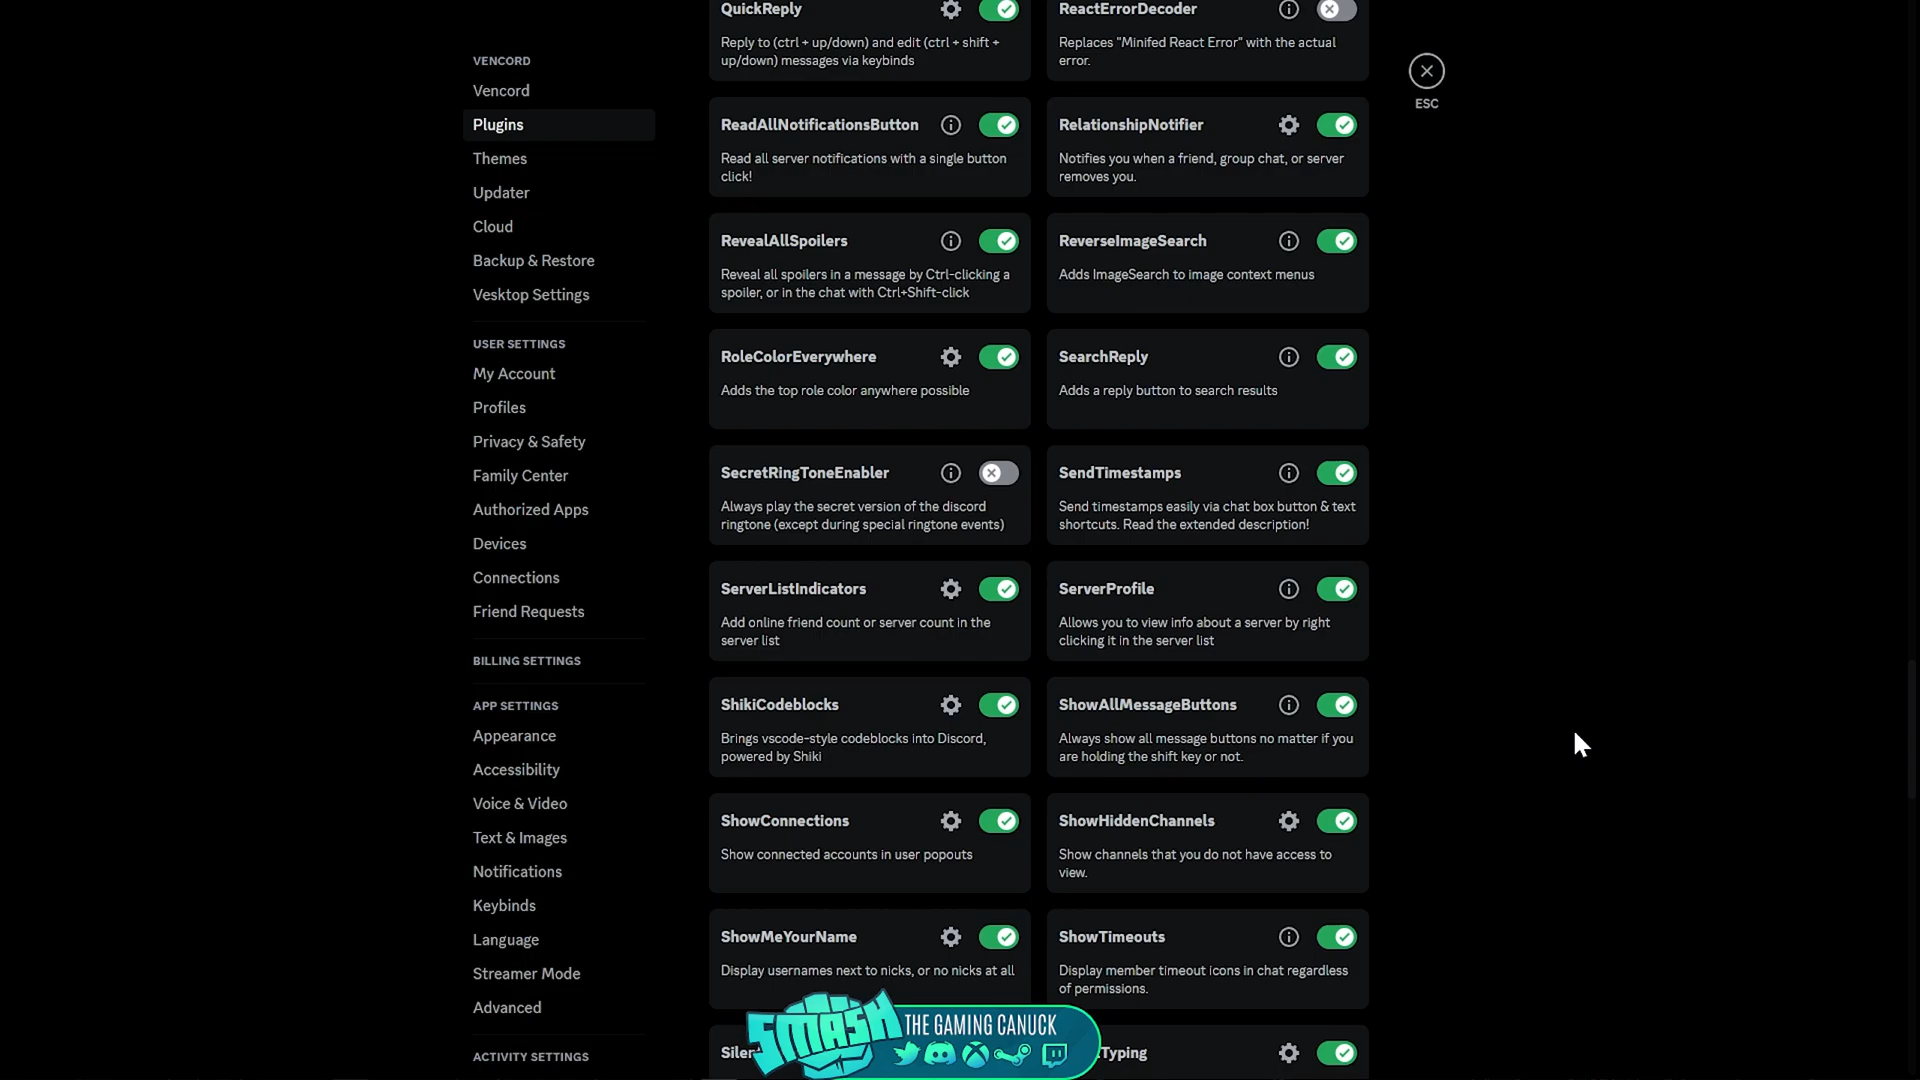 VENCORD
Vencord
Plugins
Themes
Updater
Cloud
Backup & Restore
Vesktop Settings
USER SETTINGS
My Account
Profiles
Privacy & Safety
Family Center
Authorized Apps
Devices
Connections
Friend Requests
BILLING SETTINGS
APP SETTINGS
Appearance
Accessibility
Voice & Video
Text & Images
Notifications
Keybinds
Language
Streamer Mode
Advanced
ACTIVITY SETTINGS
QuickReply
Reply to (ctrl + up/down) and edit (ctrl + shift +
up/down) messages via keybinds
ReactErrorDecoder
Replaces "Minifed React Error" with the actual
error.
ReadAllNotificationsButton
Read all server notifications with a single button
click!
RelationshipNotifier
Notifies you when a friend, group chat, or server
removes you.
RevealAllSpoilers
Reveal all spoilers in a message by Ctrl-clicking a
spoiler, or in the chat with Ctrl+Shift-click
ReverseImageSearch
Adds ImageSearch to image context menus
RoleColorEverywhere
Adds the top role color anywhere possible
SearchReply
Adds a reply button to search results
SecretRingToneEnabler
Always play the secret version of the discord
ringtone (except during special ringtone events)
SendTimestamps
Send timestamps easily via chat box button & text
shortcuts. Read the extended description!
ServerListIndicators
Add online friend count or server count in the
server list
ServerProfile
Allows you to view info about a server by right
clicking it in the server list
ShikiCodeblocks
Brings vscode-style codeblocks into Discord,
powered by Shiki
ShowAllMessageButtons
Always show all message buttons no matter if you
are holding the shift key or not.
ShowConnections
Show connected accounts in user popouts
ShowHiddenChannels
Show channels that you do not have access to
view.
ShowMeYourName
Display usernames next to nicks, or no nicks at all
ShowTimeouts
Display member timeout icons in chat regardless
of permissions.
Silen
tTyping
SMASH
THE GAMING CANUCK
ESC